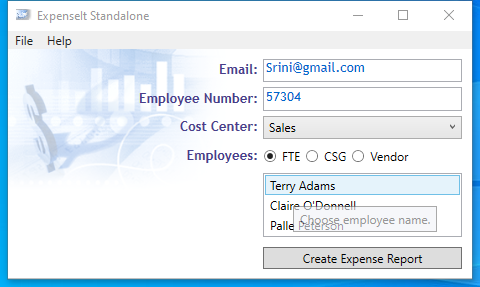 ExpenseIt Standalone
File Help
Email: Srini@gmail.com
Employee Number: 57304
Cost Center: Sales
Employees: FTE CSG Vendor
Terry Adams
Claire O'Donnell
Choose employee name.
Palle Peterson
Create Expense Report